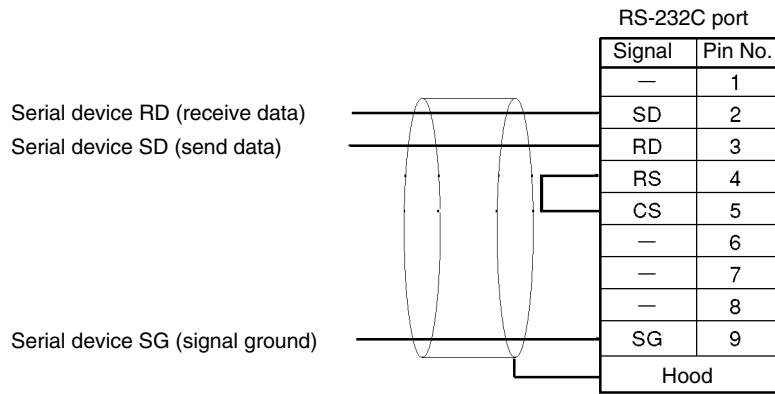 RS-232C port
Signal Pin No.
— 1
Serial device RD (receive data) SD 2
Serial device SD (send data) RD 3
RS 4
CS 5
— 6
— 7
— 8
Serial device SG (signal ground) SG 9
Hood